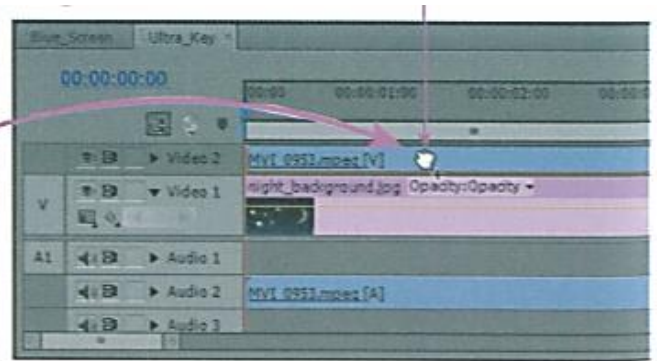 Blue_Screen Ultra_Key
00:00:00:00
00:00 00:00:01:00 00:00:02:00
Video 2 MVI_0953.mpeg [V]
V Video 1 night_background.jpg Opacity:Opacity
A1 Audio 1
Audio 2 MVI_0953.mpeg [A]
Audio 3